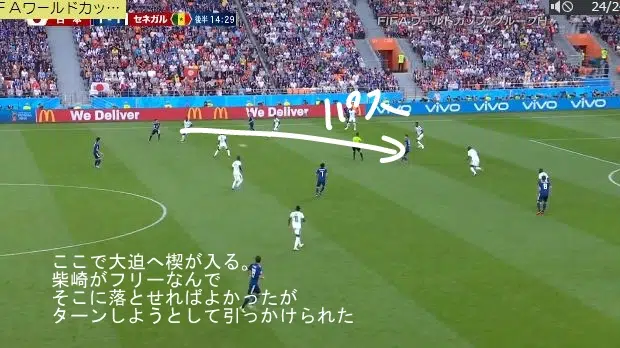 ＦＡワールドカッ…
日本 1-1 セネガル 後半 14:29
ＦＩＦＡワールドカップ グループH
24/2
M We Deliver
M We Deliver
vivo vivo vivo vivo
パス
ここで大迫へ楔が入る。
柴崎がフリーなんで
そこに落とせればよかったが
ターンしようとして引っかけられた